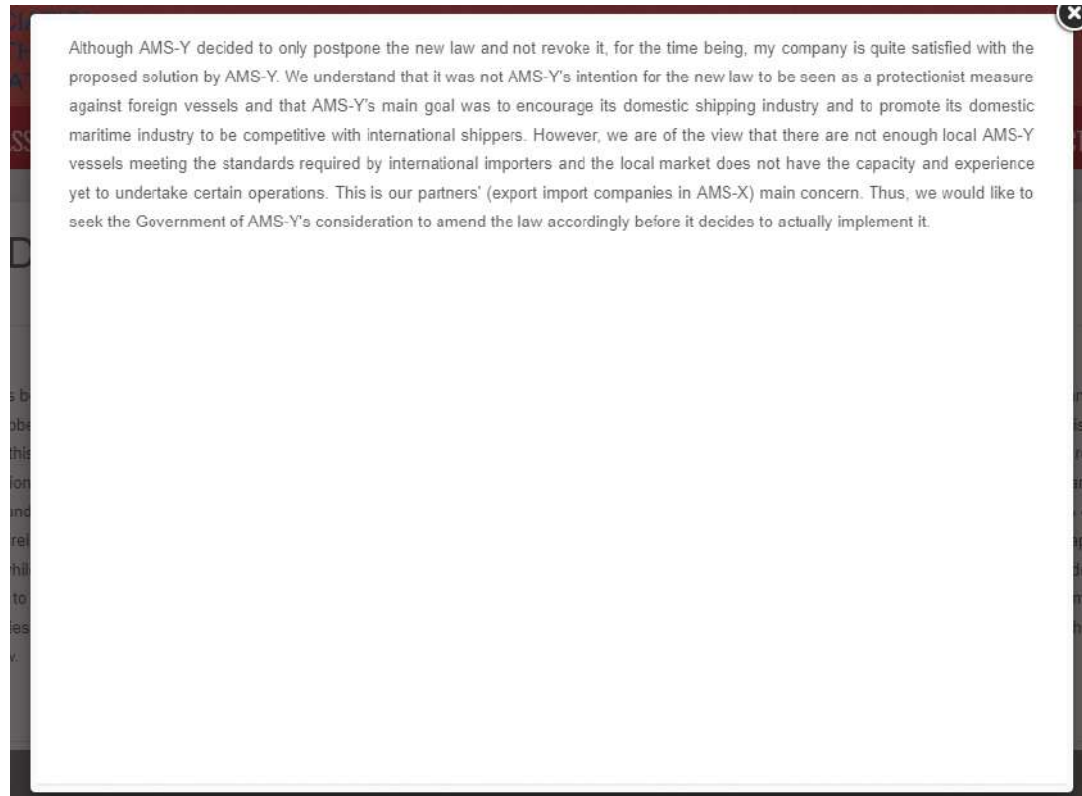 Although AMS-Y decided to only postpone the new law and not revoke it, for the time being, my company is quite satisfied with the
proposed solution by AMS-Y. We understand that it was not AMS-Y's intention for the new law to be seen as a protectionist measure
against foreign vessels and that AMS-Y's main goal was to encourage its domestic shipping industry and to promote its domestic
maritime industry to be competitive with international shippers. However, we are of the view that there are not enough local AMS-Y
vessels meeting the standards required by international importers and the local market does not have the capacity and experience
yet to undertake certain operations. This is our partners' (export import companies in AMS-X) main concern. Thus, we would like to
seek the Government of AMS-Y's consideration to amend the law accordingly before it decides to actually implement it.